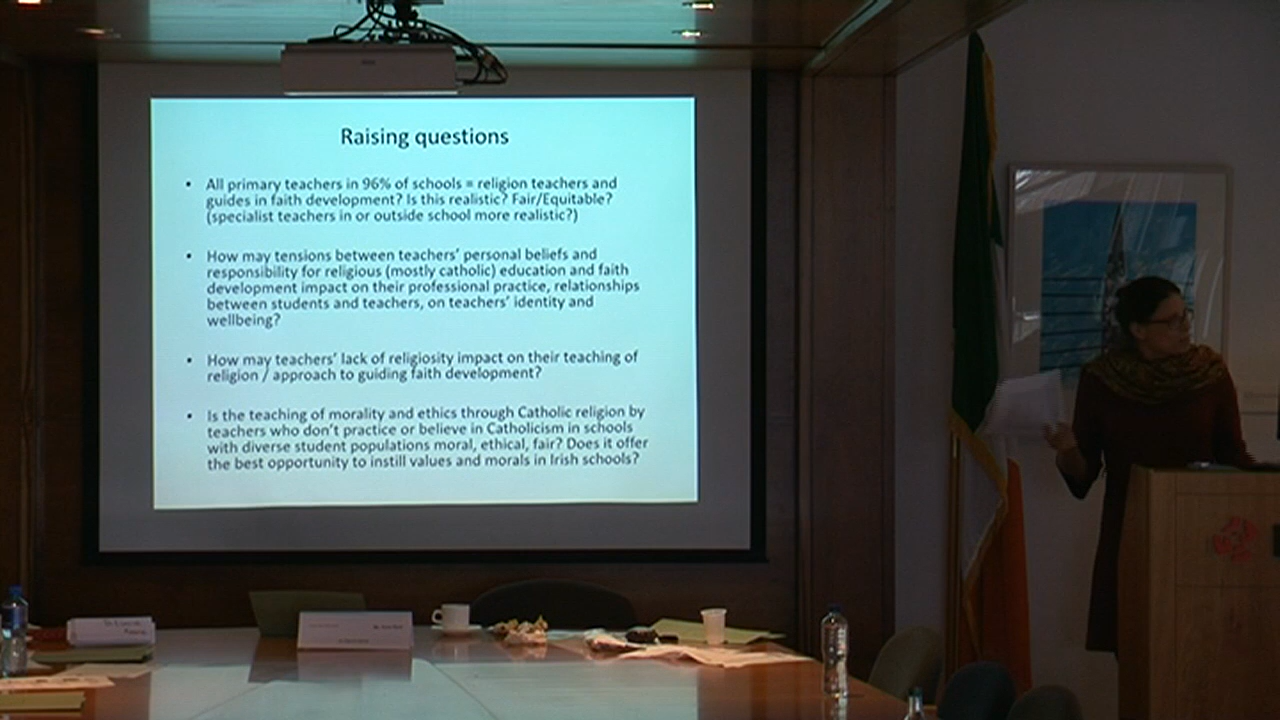 Raising questions
• All primary teachers in 96% of schools = religion teachers and
guides in faith development? Is this realistic? Fair/Equitable?
(specialist teachers in or outside school more realistic?)
• How may tensions between teachers' personal beliefs and
responsibility for religious (mostly catholic) education and faith
development impact on their professional practice, relationships
between students and teachers, on teachers' identity and
wellbeing?
• How may teachers' lack of religiosity impact on their teaching of
religion / approach to guiding faith development?
• Is the teaching of morality and ethics through Catholic religion by
teachers who don't practice or believe in Catholicism in schools
with diverse student populations moral, ethical, fair? Does it offer
the best opportunity to instill values and morals in Irish schools?